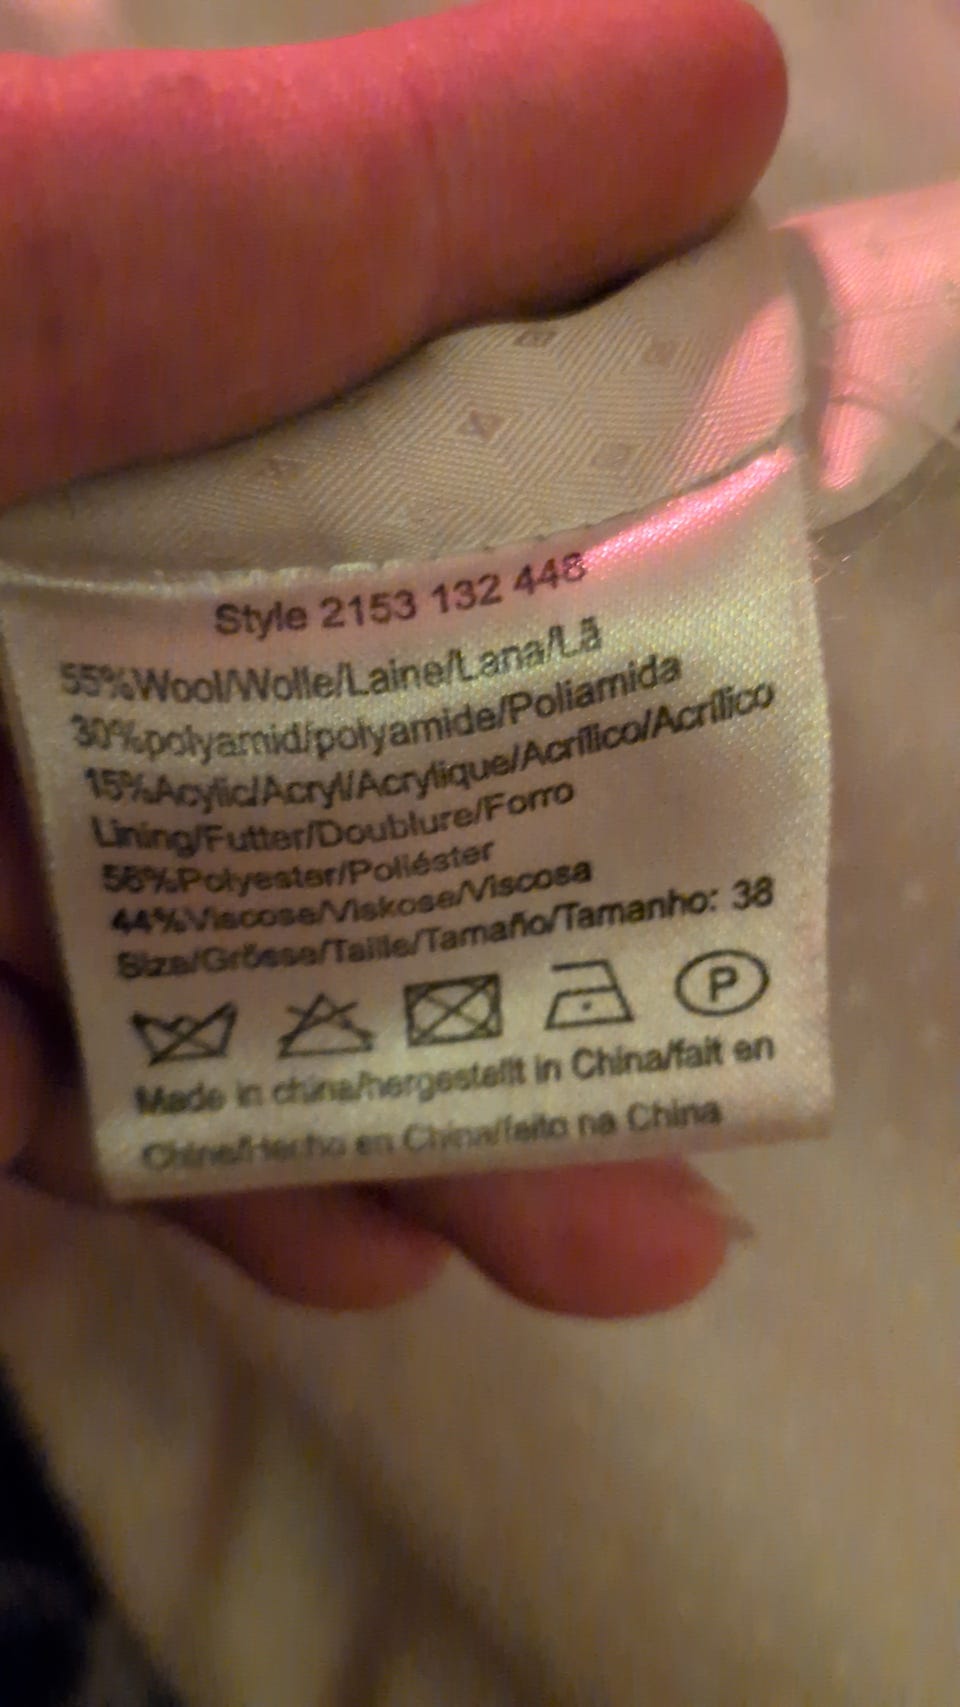 Style 2153 132 448
55%Wool/Wolle/Laine/Lana/Lã
30%polyamid/polyamide/Poliamida
15%Acylic/Acryl/Acrylique/Acrílico/Acrílico
Lining/Futter/Doublure/Forro
56%Polyester/Poliéster
44%Viscose/Viskose/Viscosa
Size/Grösse/Taille/Tamaño/Tamanho: 38
P
Made in china/hergestellt in China/fait en
Chine/Hecho en China/feito na China